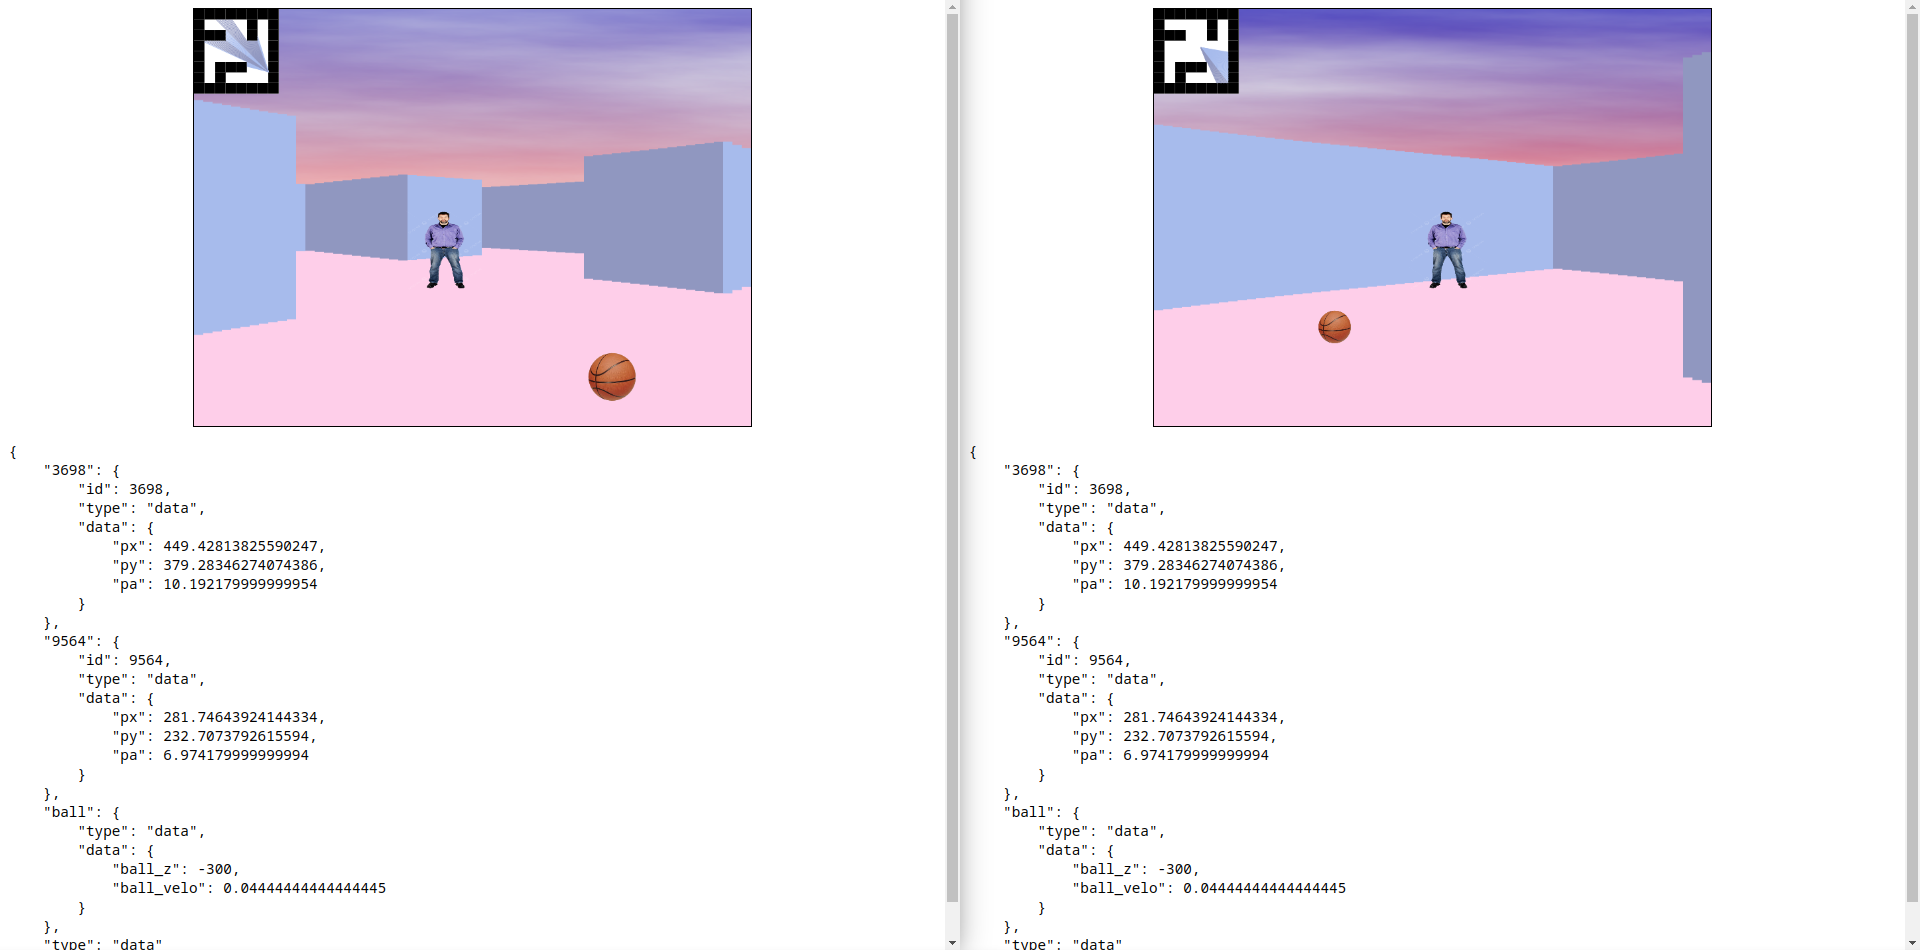 {
    "3698": {
        "id": 3698,
        "type": "data",
        "data": {
            "px": 449.42813825590247,
            "py": 379.28346274074386,
            "pa": 10.192179999999954
        }
    },
    "9564": {
        "id": 9564,
        "type": "data",
        "data": {
            "px": 281.74643924144334,
            "py": 232.7073792615594,
            "pa": 6.974179999999994
        }
    },
    "ball": {
        "type": "data",
        "data": {
            "ball_z": -300,
            "ball_velo": 0.04444444444444445
        }
    },
    "type": "data"
{
    "3698": {
        "id": 3698,
        "type": "data",
        "data": {
            "px": 449.42813825590247,
            "py": 379.28346274074386,
            "pa": 10.192179999999954
        }
    },
    "9564": {
        "id": 9564,
        "type": "data",
        "data": {
            "px": 281.74643924144334,
            "py": 232.7073792615594,
            "pa": 6.974179999999994
        }
    },
    "ball": {
        "type": "data",
        "data": {
            "ball_z": -300,
            "ball_velo": 0.04444444444444445
        }
    },
    "type": "data"